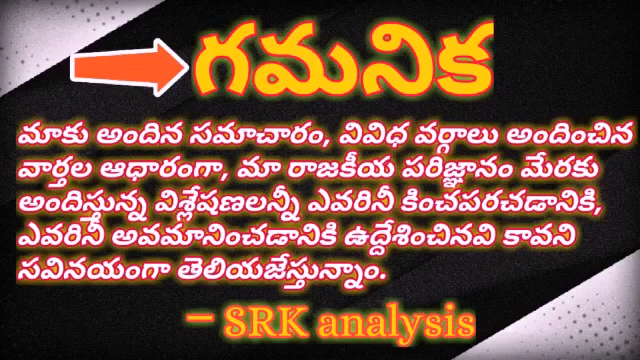 గమనిక
మాకు అందిన సమాచారం, వివిధ వర్గాలు అందించిన
వార్తల ఆధారంగా, మా రాజకీయ పరిజ్ఞానం మేరకు
అందిస్తున్న విశ్లేషణలన్నీ ఎవరినీ కించపరచడానికి,
ఎవరినీ అవమానించడానికి ఉద్దేశించినవి కావని
సవినయంగా తెలియజేస్తున్నాం.
– SRK analysis